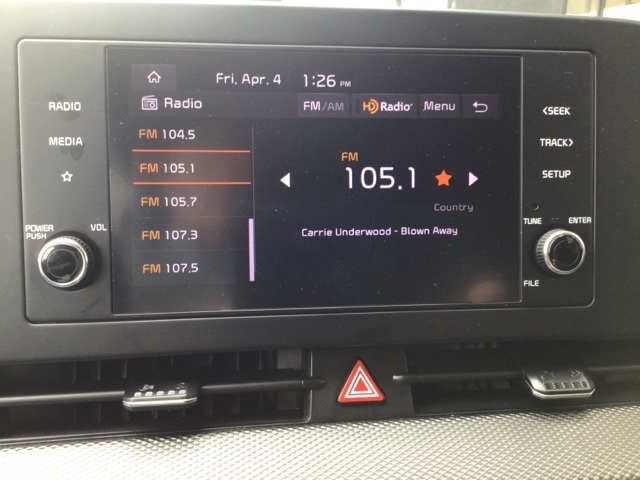 Fri, Apr. 4 1:26 PM
Radio FM/AM HD Radio Menu
FM 104.5
FM 105.1
FM 105.7
FM 107.3
FM 107.5
FM
105.1
Country
Carrie Underwood - Blown Away
RADIO
MEDIA
POWER
PUSH
VOL
<SEEK
TRACK>
SETUP
TUNE
ENTER
FILE